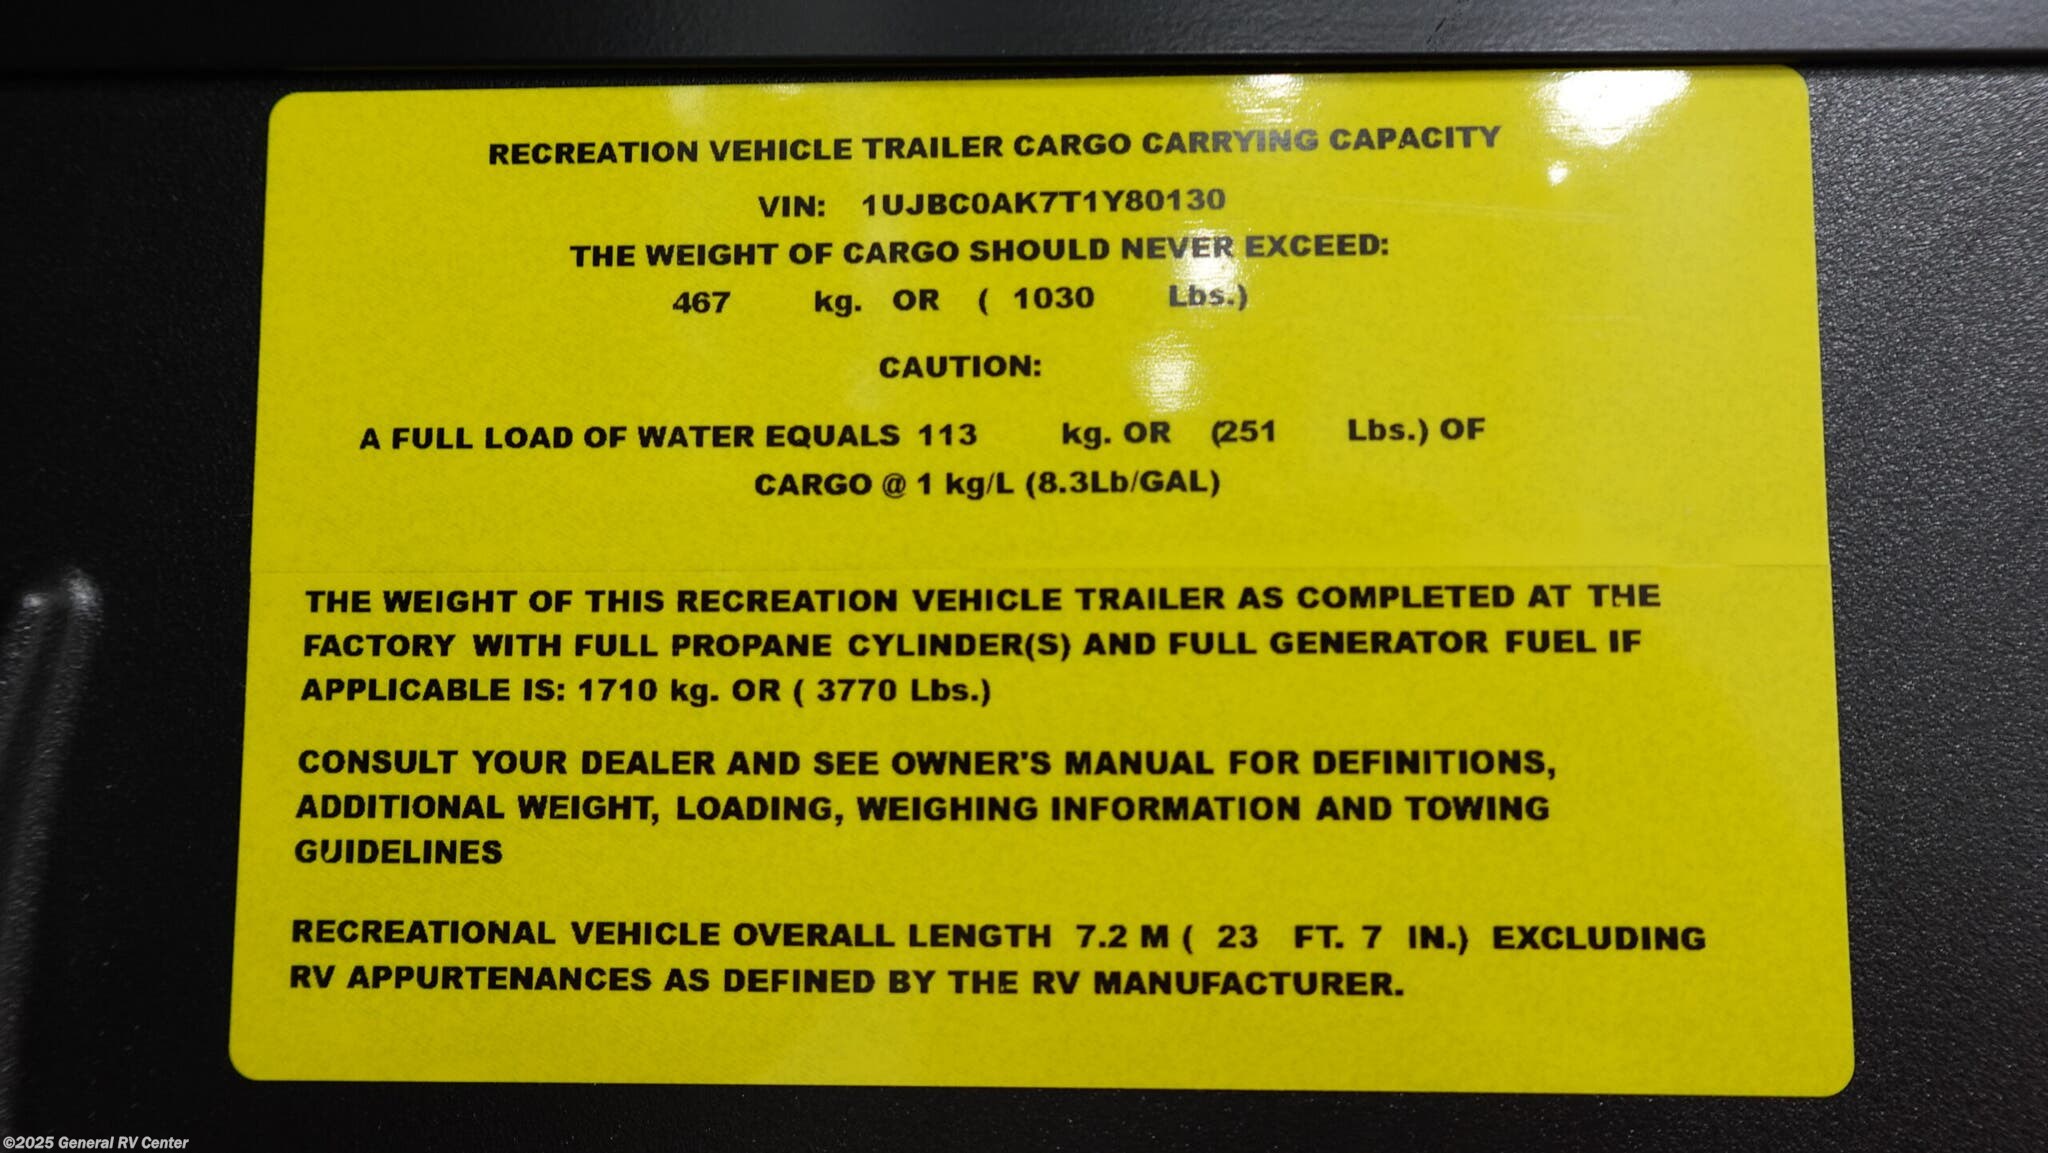 RECREATION VEHICLE TRAILER CARGO CARRYING CAPACITY
VIN: 1UJBC0AK7T1Y80130
THE WEIGHT OF CARGO SHOULD NEVER EXCEED:
467 kg. OR ( 1030 Lbs.)
CAUTION:
A FULL LOAD OF WATER EQUALS 113 kg. OR (251 Lbs.) OF
CARGO @ 1 kg/L (8.3Lb/GAL)
THE WEIGHT OF THIS RECREATION VEHICLE TRAILER AS COMPLETED AT THE
FACTORY WITH FULL PROPANE CYLINDER(S) AND FULL GENERATOR FUEL IF
APPLICABLE IS: 1710 kg. OR ( 3770 Lbs.)
CONSULT YOUR DEALER AND SEE OWNER'S MANUAL FOR DEFINITIONS,
ADDITIONAL WEIGHT, LOADING, WEIGHING INFORMATION AND TOWING
GUIDELINES
RECREATIONAL VEHICLE OVERALL LENGTH 7.2 M ( 23 FT. 7 IN.) EXCLUDING
RV APPURTENANCES AS DEFINED BY THE RV MANUFACTURER.
©2025 General RV Center